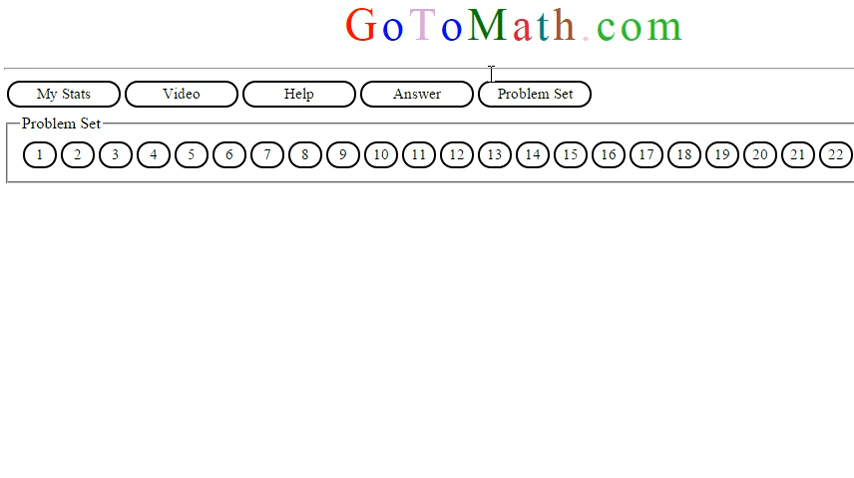 GoToMath.com
My Stats Video Help Answer Problem Set
Problem Set
1 2 3 4 5 6 7 8 9 10 11 12 13 14 15 16 17 18 19 20 21 22